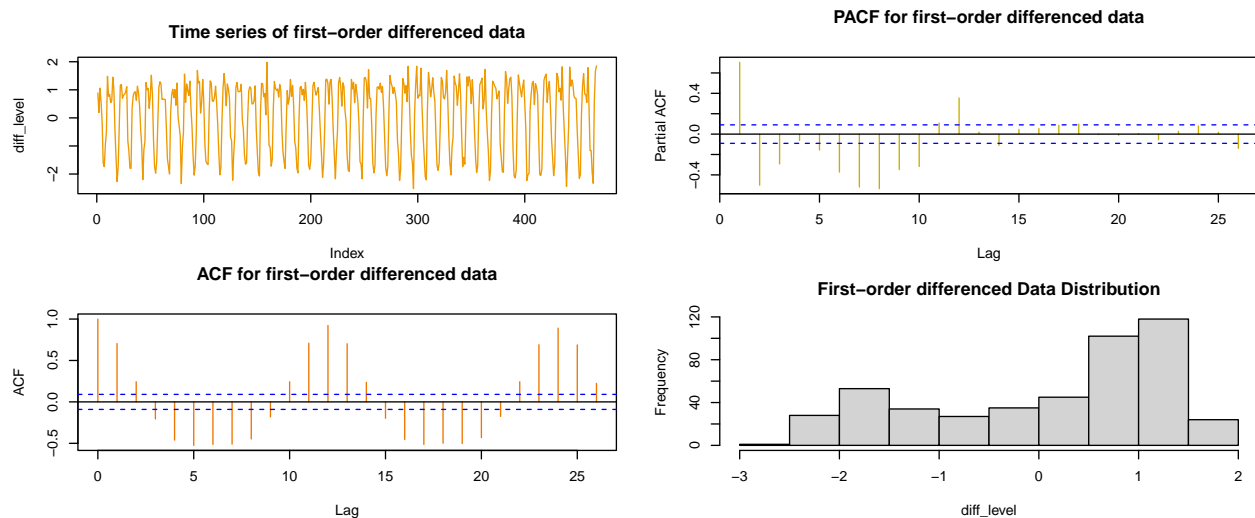 Time series of first−order differenced data
diff_level
2
1
0
−2
0 100 200 300 400
Index
PACF for first−order differenced data
Partial ACF
0.4
0.0
−0.4
0 5 10 15 20 25
Lag
ACF for first−order differenced data
ACF
1.0
0.5
0.0
−0.5
0 5 10 15 20 25
Lag
First−order differenced Data Distribution
Frequency
120
80
40
0
−3 −2 −1 0 1 2
diff_level